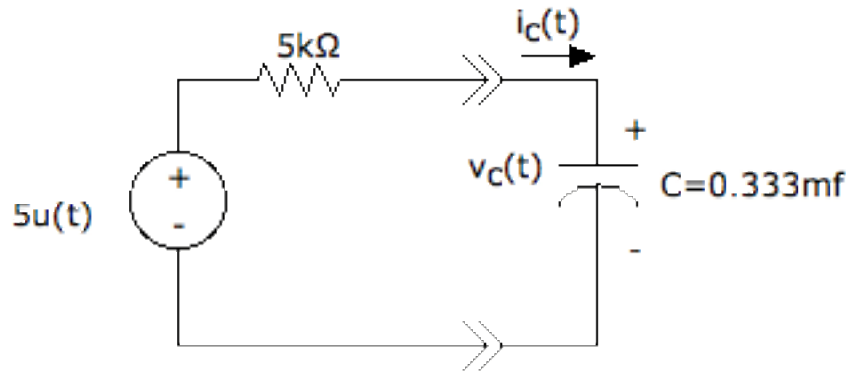 i_C(t)
5kΩ
+
v_C(t)
C=0.333mf
+
5u(t)
-
-